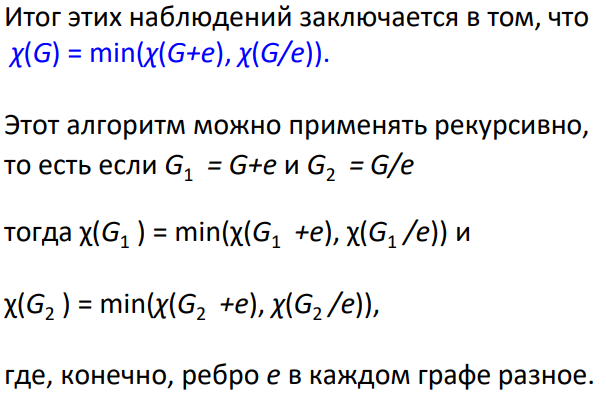 Итог этих наблюдений заключается в том, что
χ(G) = min(χ(G+e), χ(G/e)).
Этот алгоритм можно применять рекурсивно,
то есть если G₁ = G+e и G₂ = G/e
тогда χ(G₁ ) = min(χ(G₁ +e), χ(G₁ /e)) и
χ(G₂ ) = min(χ(G₂ +e), χ(G₂ /e)),
где, конечно, ребро e в каждом графе разное.